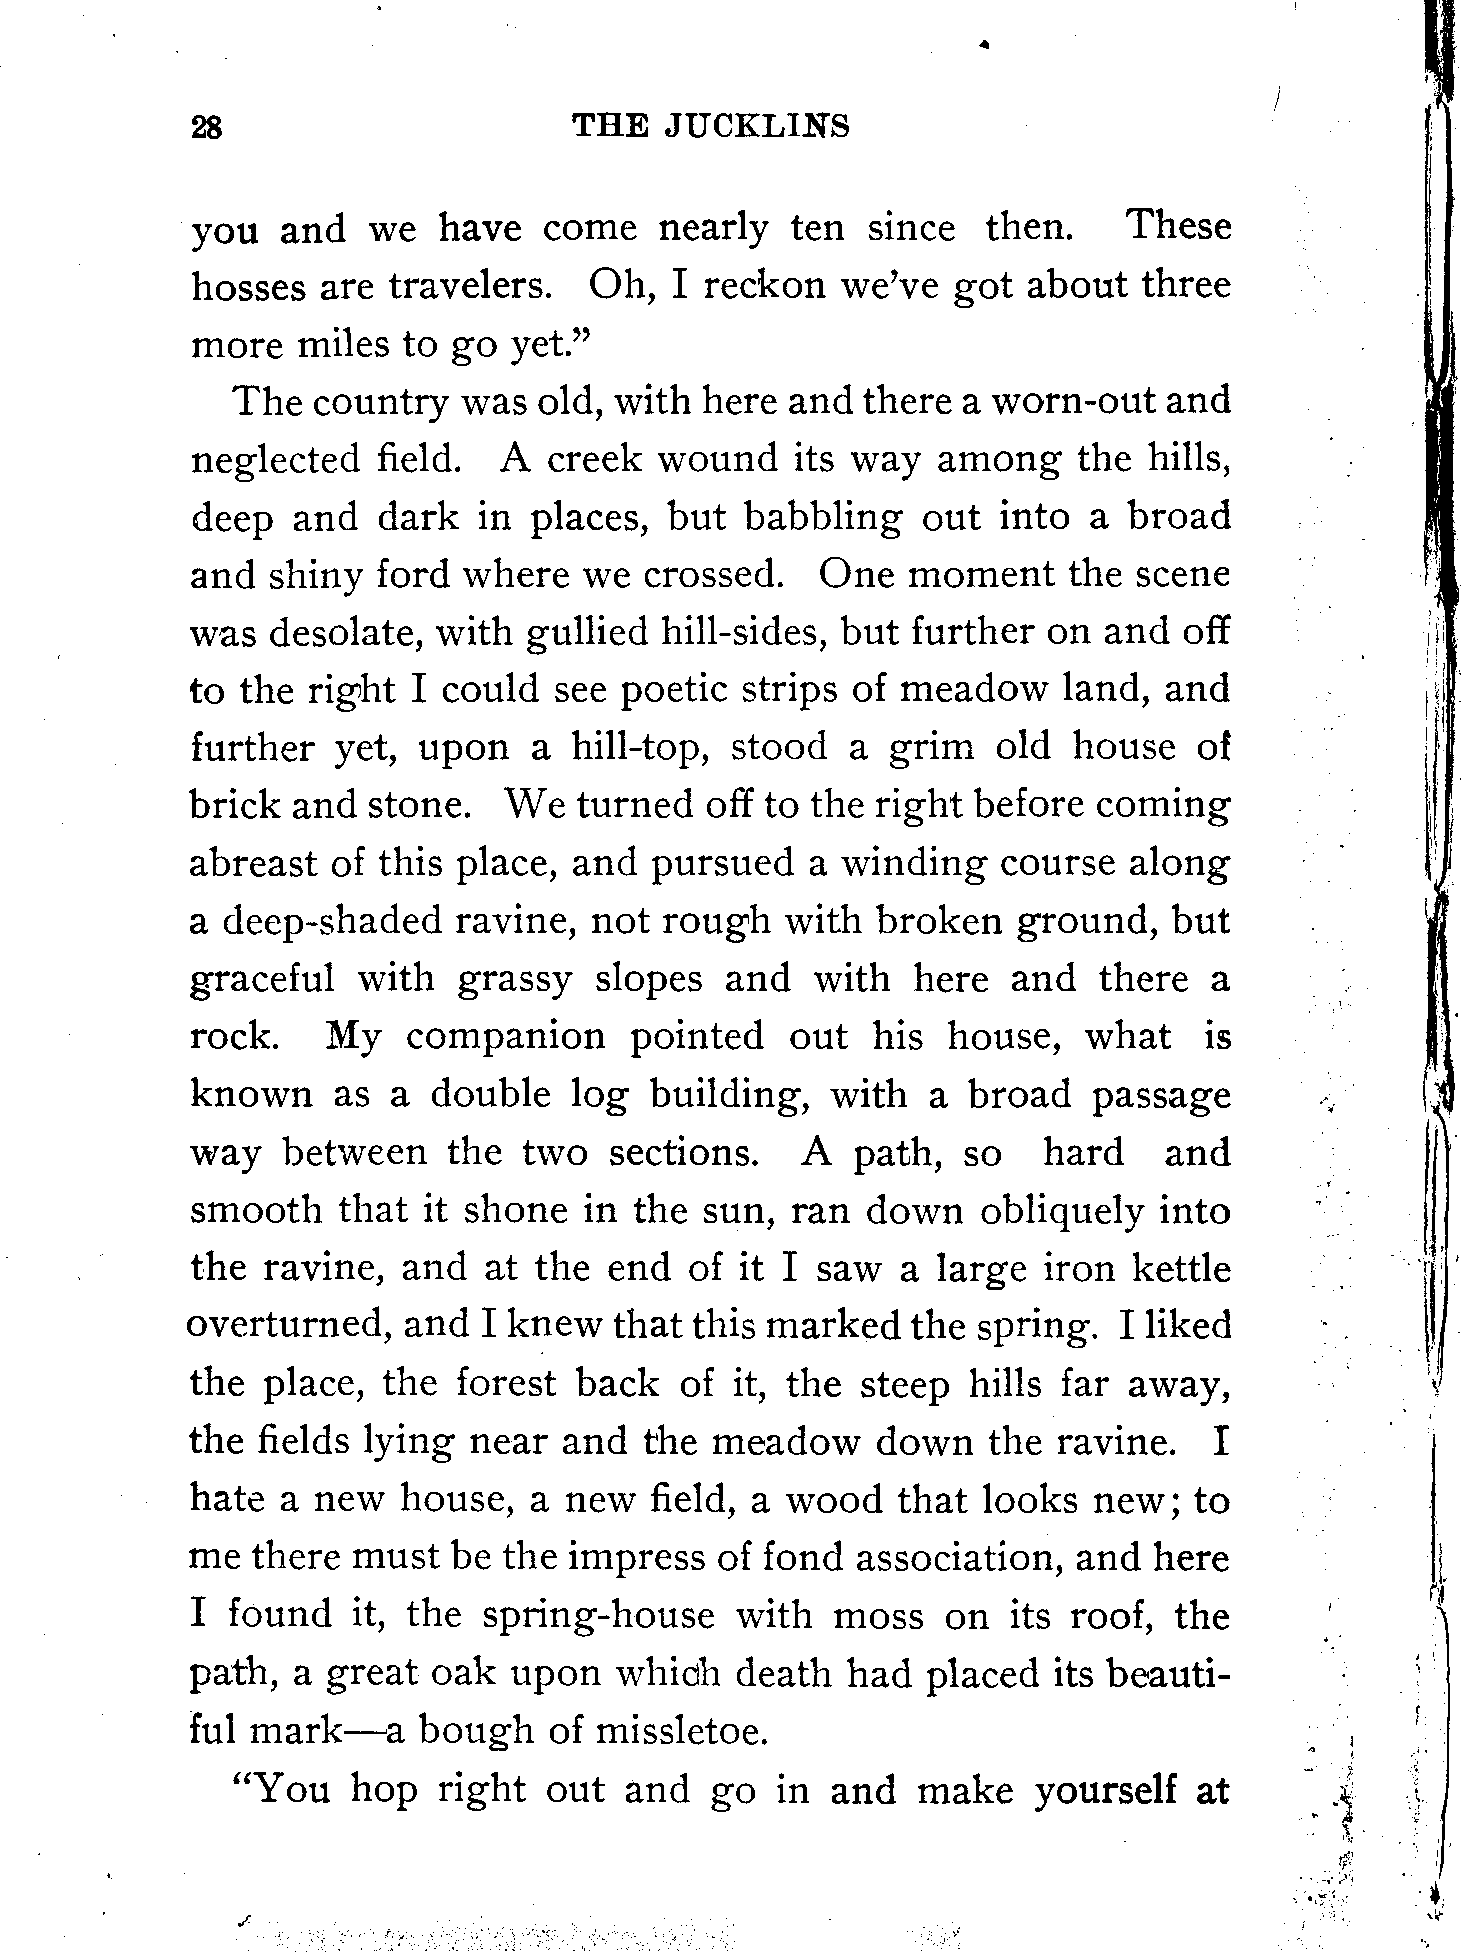 28 THE JUCKLINS
you and we have come nearly ten since then. These
hosses are travelers. Oh, I reckon we've got about three
more miles to go yet.”
The country was old, with here and there a worn-out and
neglected field. A creek wound its way among the hills,
deep and dark in places, but babbling out into a broad
and shiny ford where we crossed. One moment the scene
was desolate, with gullied hill-sides, but further on and off
to the right I could see poetic strips of meadow land, and
further yet, upon a hill-top, stood a grim old house of
brick and stone. We turned off to the right before coming
abreast of this place, and pursued a winding course along
a deep-shaded ravine, not rough with broken ground, but
graceful with grassy slopes and with here and there a
rock. My companion pointed out his house, what is
known as a double log building, with a broad passage
way between the two sections. A path, so hard and
smooth that it shone in the sun, ran down obliquely into
the ravine, and at the end of it I saw a large iron kettle
overturned, and I knew that this marked the spring. I liked
the place, the forest back of it, the steep hills far away,
the fields lying near and the meadow down the ravine. I
hate a new house, a new field, a wood that looks new; to
me there must be the impress of fond association, and here
I found it, the spring-house with moss on its roof, the
path, a great oak upon which death had placed its beauti-
ful mark—a bough of missletoe.
“You hop right out and go in and make yourself at